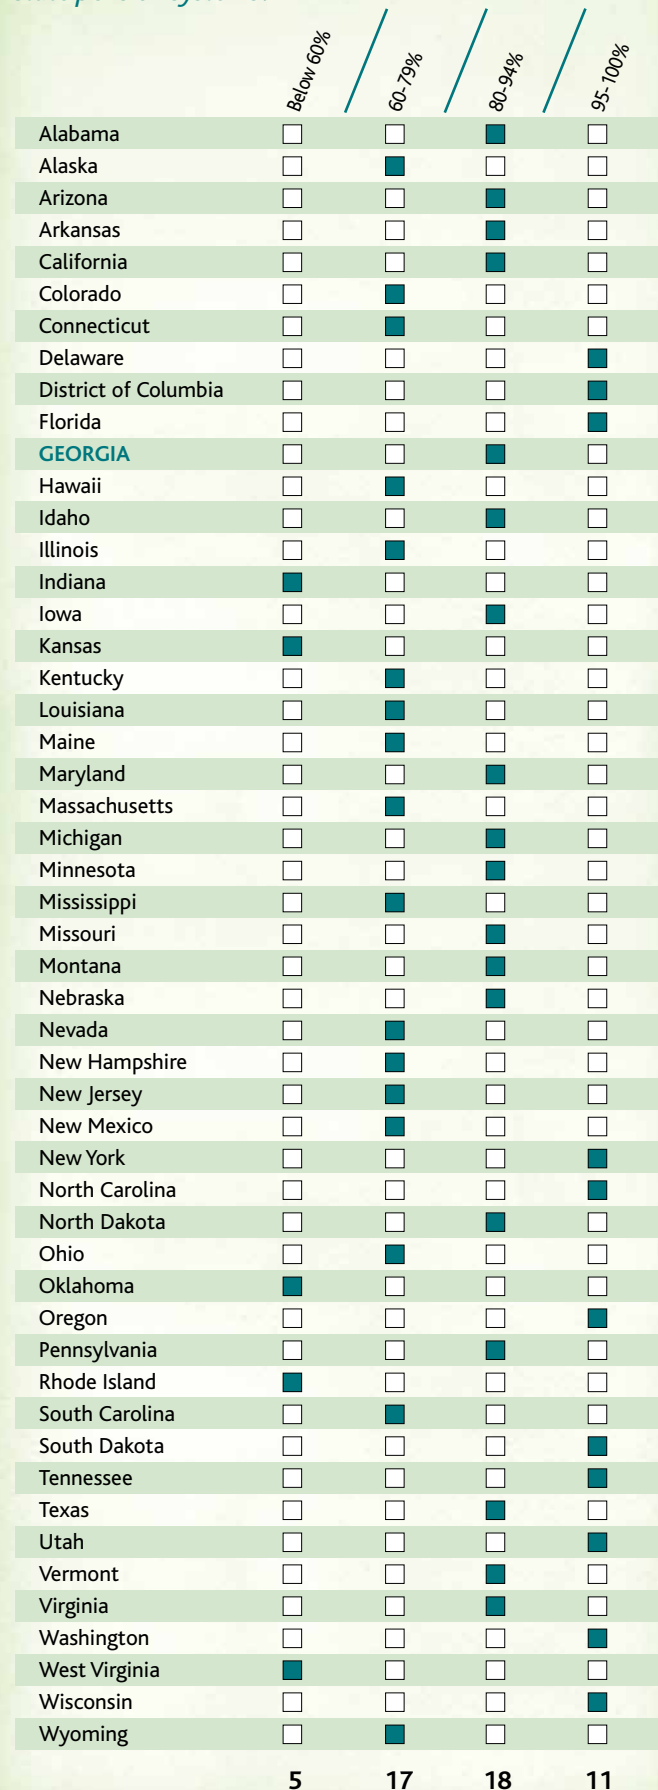 Below 60%
60-79%
80-94%
95-100%
Alabama
Alaska
Arizona
Arkansas
California
Colorado
Connecticut
Delaware
District of Columbia
Florida
GEORGIA
Hawaii
Idaho
Illinois
Indiana
Iowa
Kansas
Kentucky
Louisiana
Maine
Maryland
Massachusetts
Michigan
Minnesota
Mississippi
Missouri
Montana
Nebraska
Nevada
New Hampshire
New Jersey
New Mexico
New York
North Carolina
North Dakota
Ohio
Oklahoma
Oregon
Pennsylvania
Rhode Island
South Carolina
South Dakota
Tennessee
Texas
Utah
Vermont
Virginia
Washington
West Virginia
Wisconsin
Wyoming
5 17 18 11